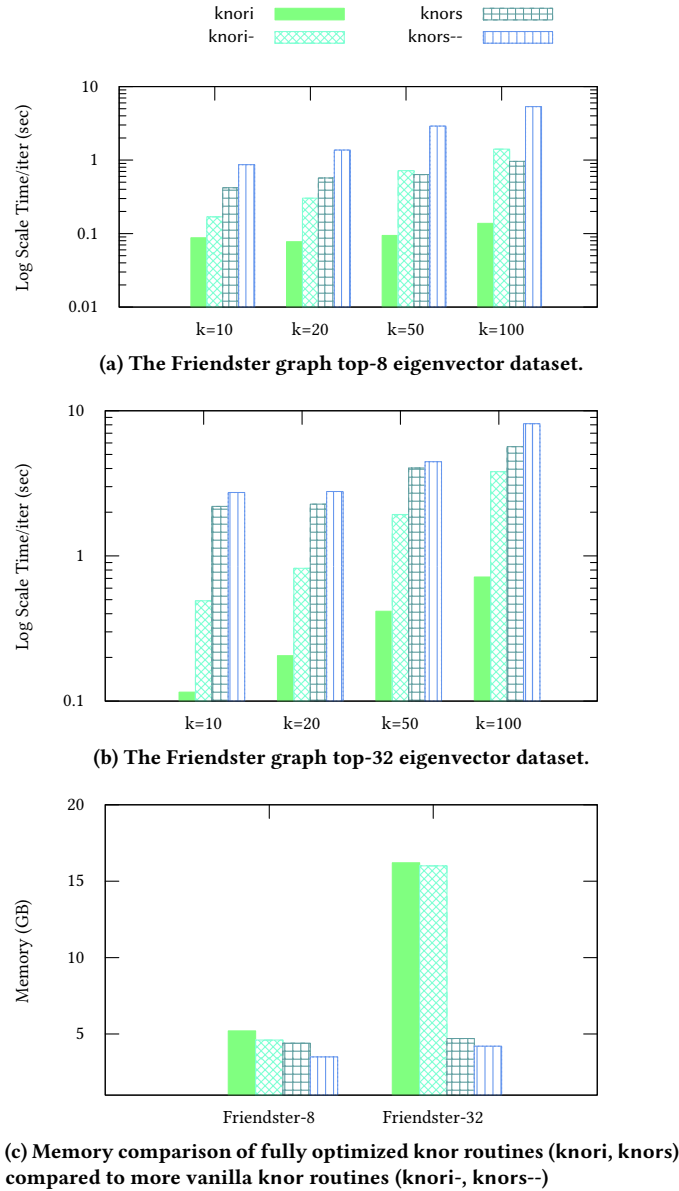 knori
knori-
knors
knors--
Log Scale Time/iter (sec)
10
1
0.1
0.01
k=10 k=20 k=50 k=100
(a) The Friendster graph top-8 eigenvector dataset.
Log Scale Time/iter (sec)
10
1
0.1
k=10 k=20 k=50 k=100
(b) The Friendster graph top-32 eigenvector dataset.
Memory (GB)
20
15
10
5
Friendster-8 Friendster-32
(c) Memory comparison of fully optimized knor routines (knori, knors)
compared to more vanilla knor routines (knori-, knors--)